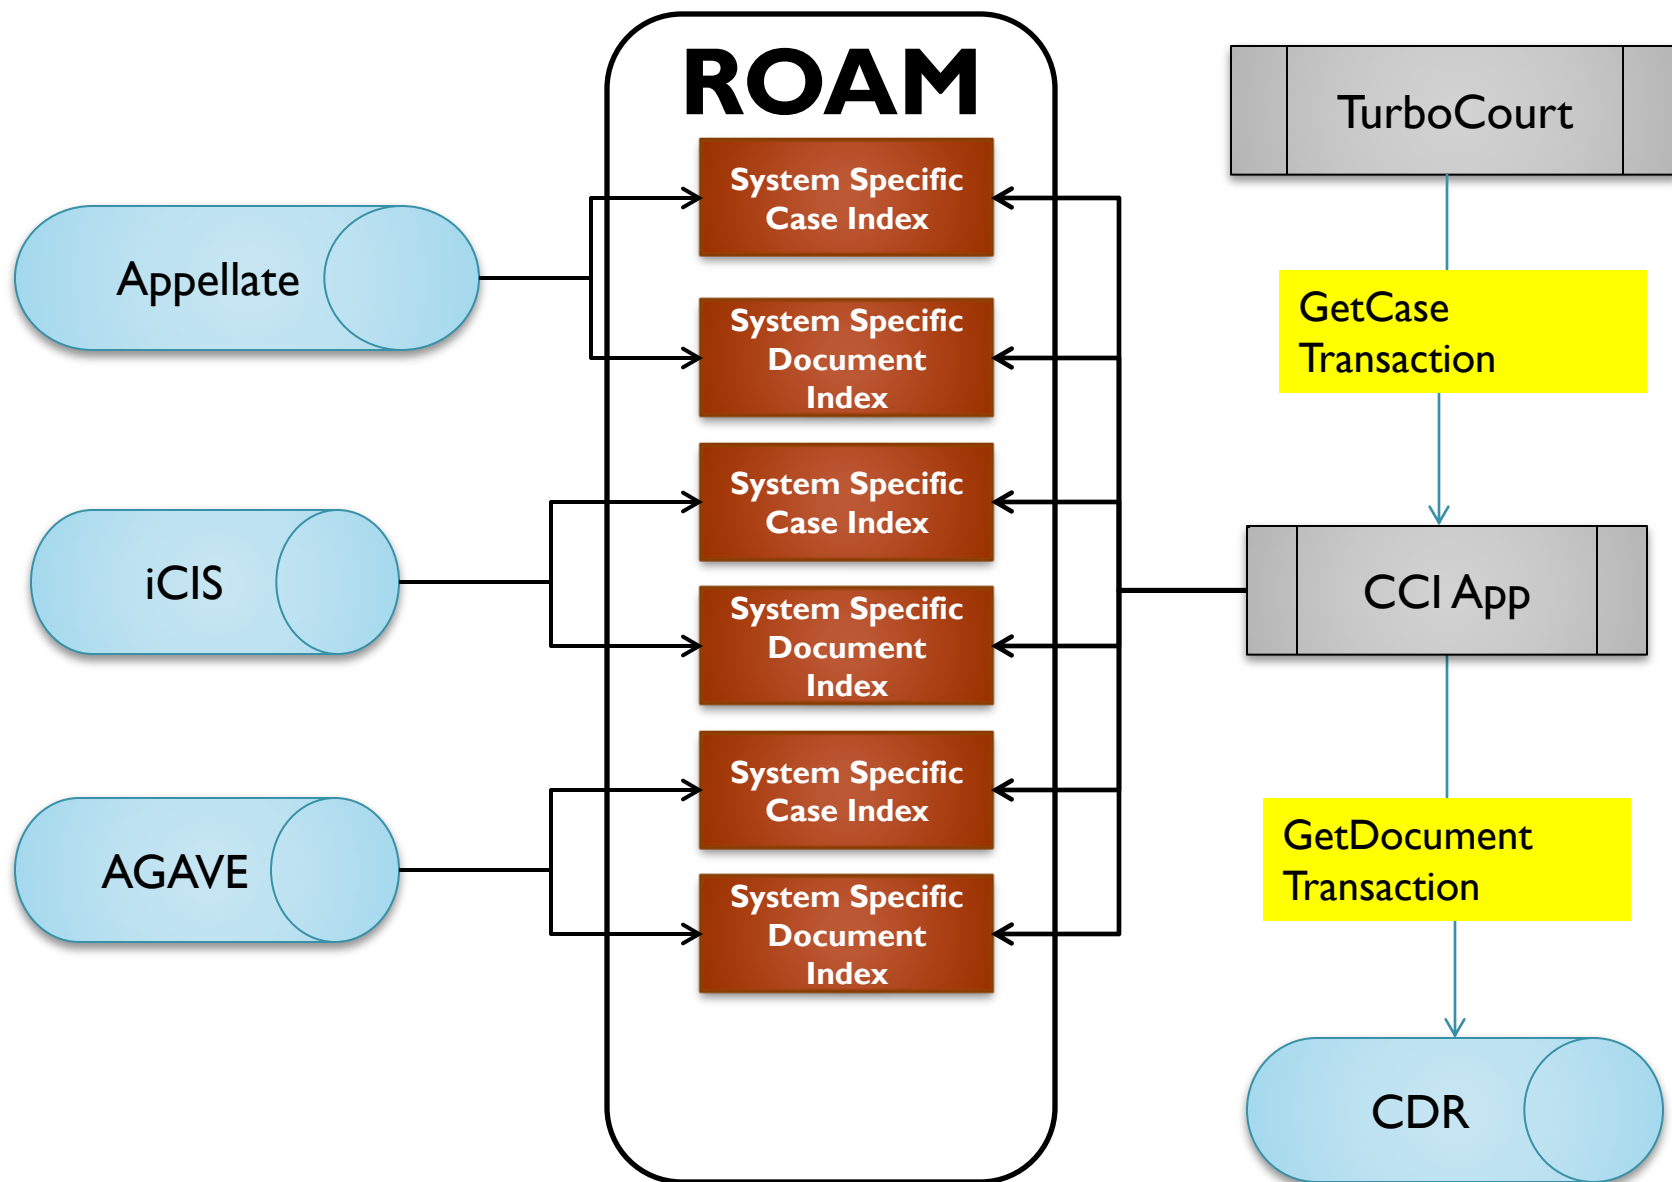 ROAM
System Specific
Case Index
System Specific
Document
Index
System Specific
Case Index
System Specific
Document
Index
System Specific
Case Index
System Specific
Document
Index
Appellate
iCIS
AGAVE
TurboCourt
GetCase
Transaction
CCI App
GetDocument
Transaction
CDR